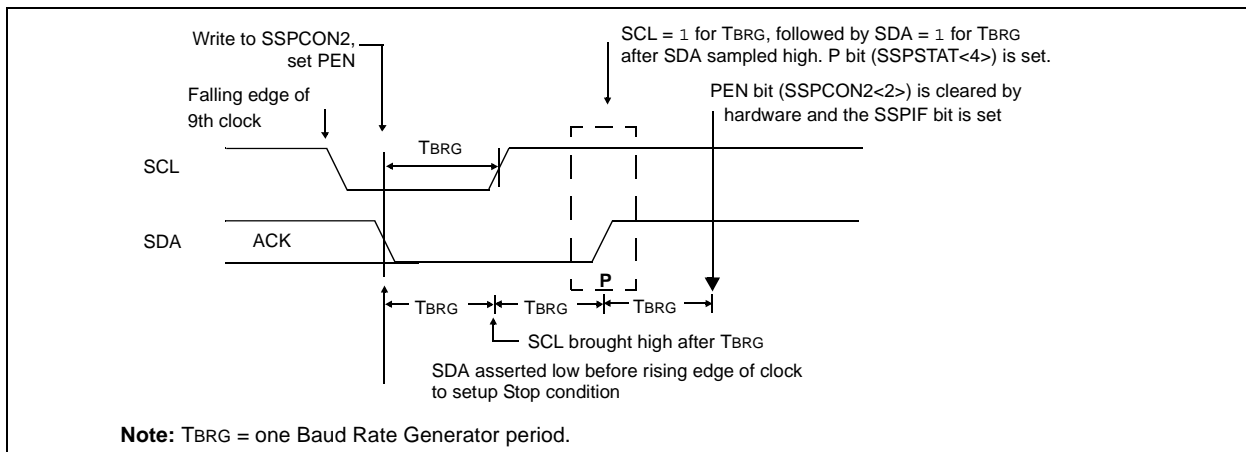 Write to SSPCON2,
set PEN
SCL = 1 for TBRG, followed by SDA = 1 for TBRG
after SDA sampled high. P bit (SSPSTAT<4>) is set.
Falling edge of
9th clock
PEN bit (SSPCON2<2>) is cleared by
hardware and the SSPIF bit is set
TBRG
SCL
SDA
ACK
P
TBRG
TBRG
TBRG
SCL brought high after TBRG
SDA asserted low before rising edge of clock
to setup Stop condition
Note: TBRG = one Baud Rate Generator period.